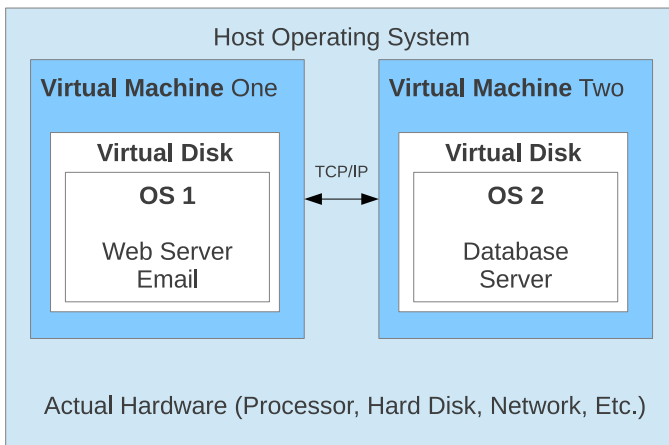 Host Operating System
Virtual Machine One
Virtual Disk
OS 1
Web Server
Email
TCP/IP
Virtual Machine Two
Virtual Disk
OS 2
Database
Server
Actual Hardware (Processor, Hard Disk, Network, Etc.)